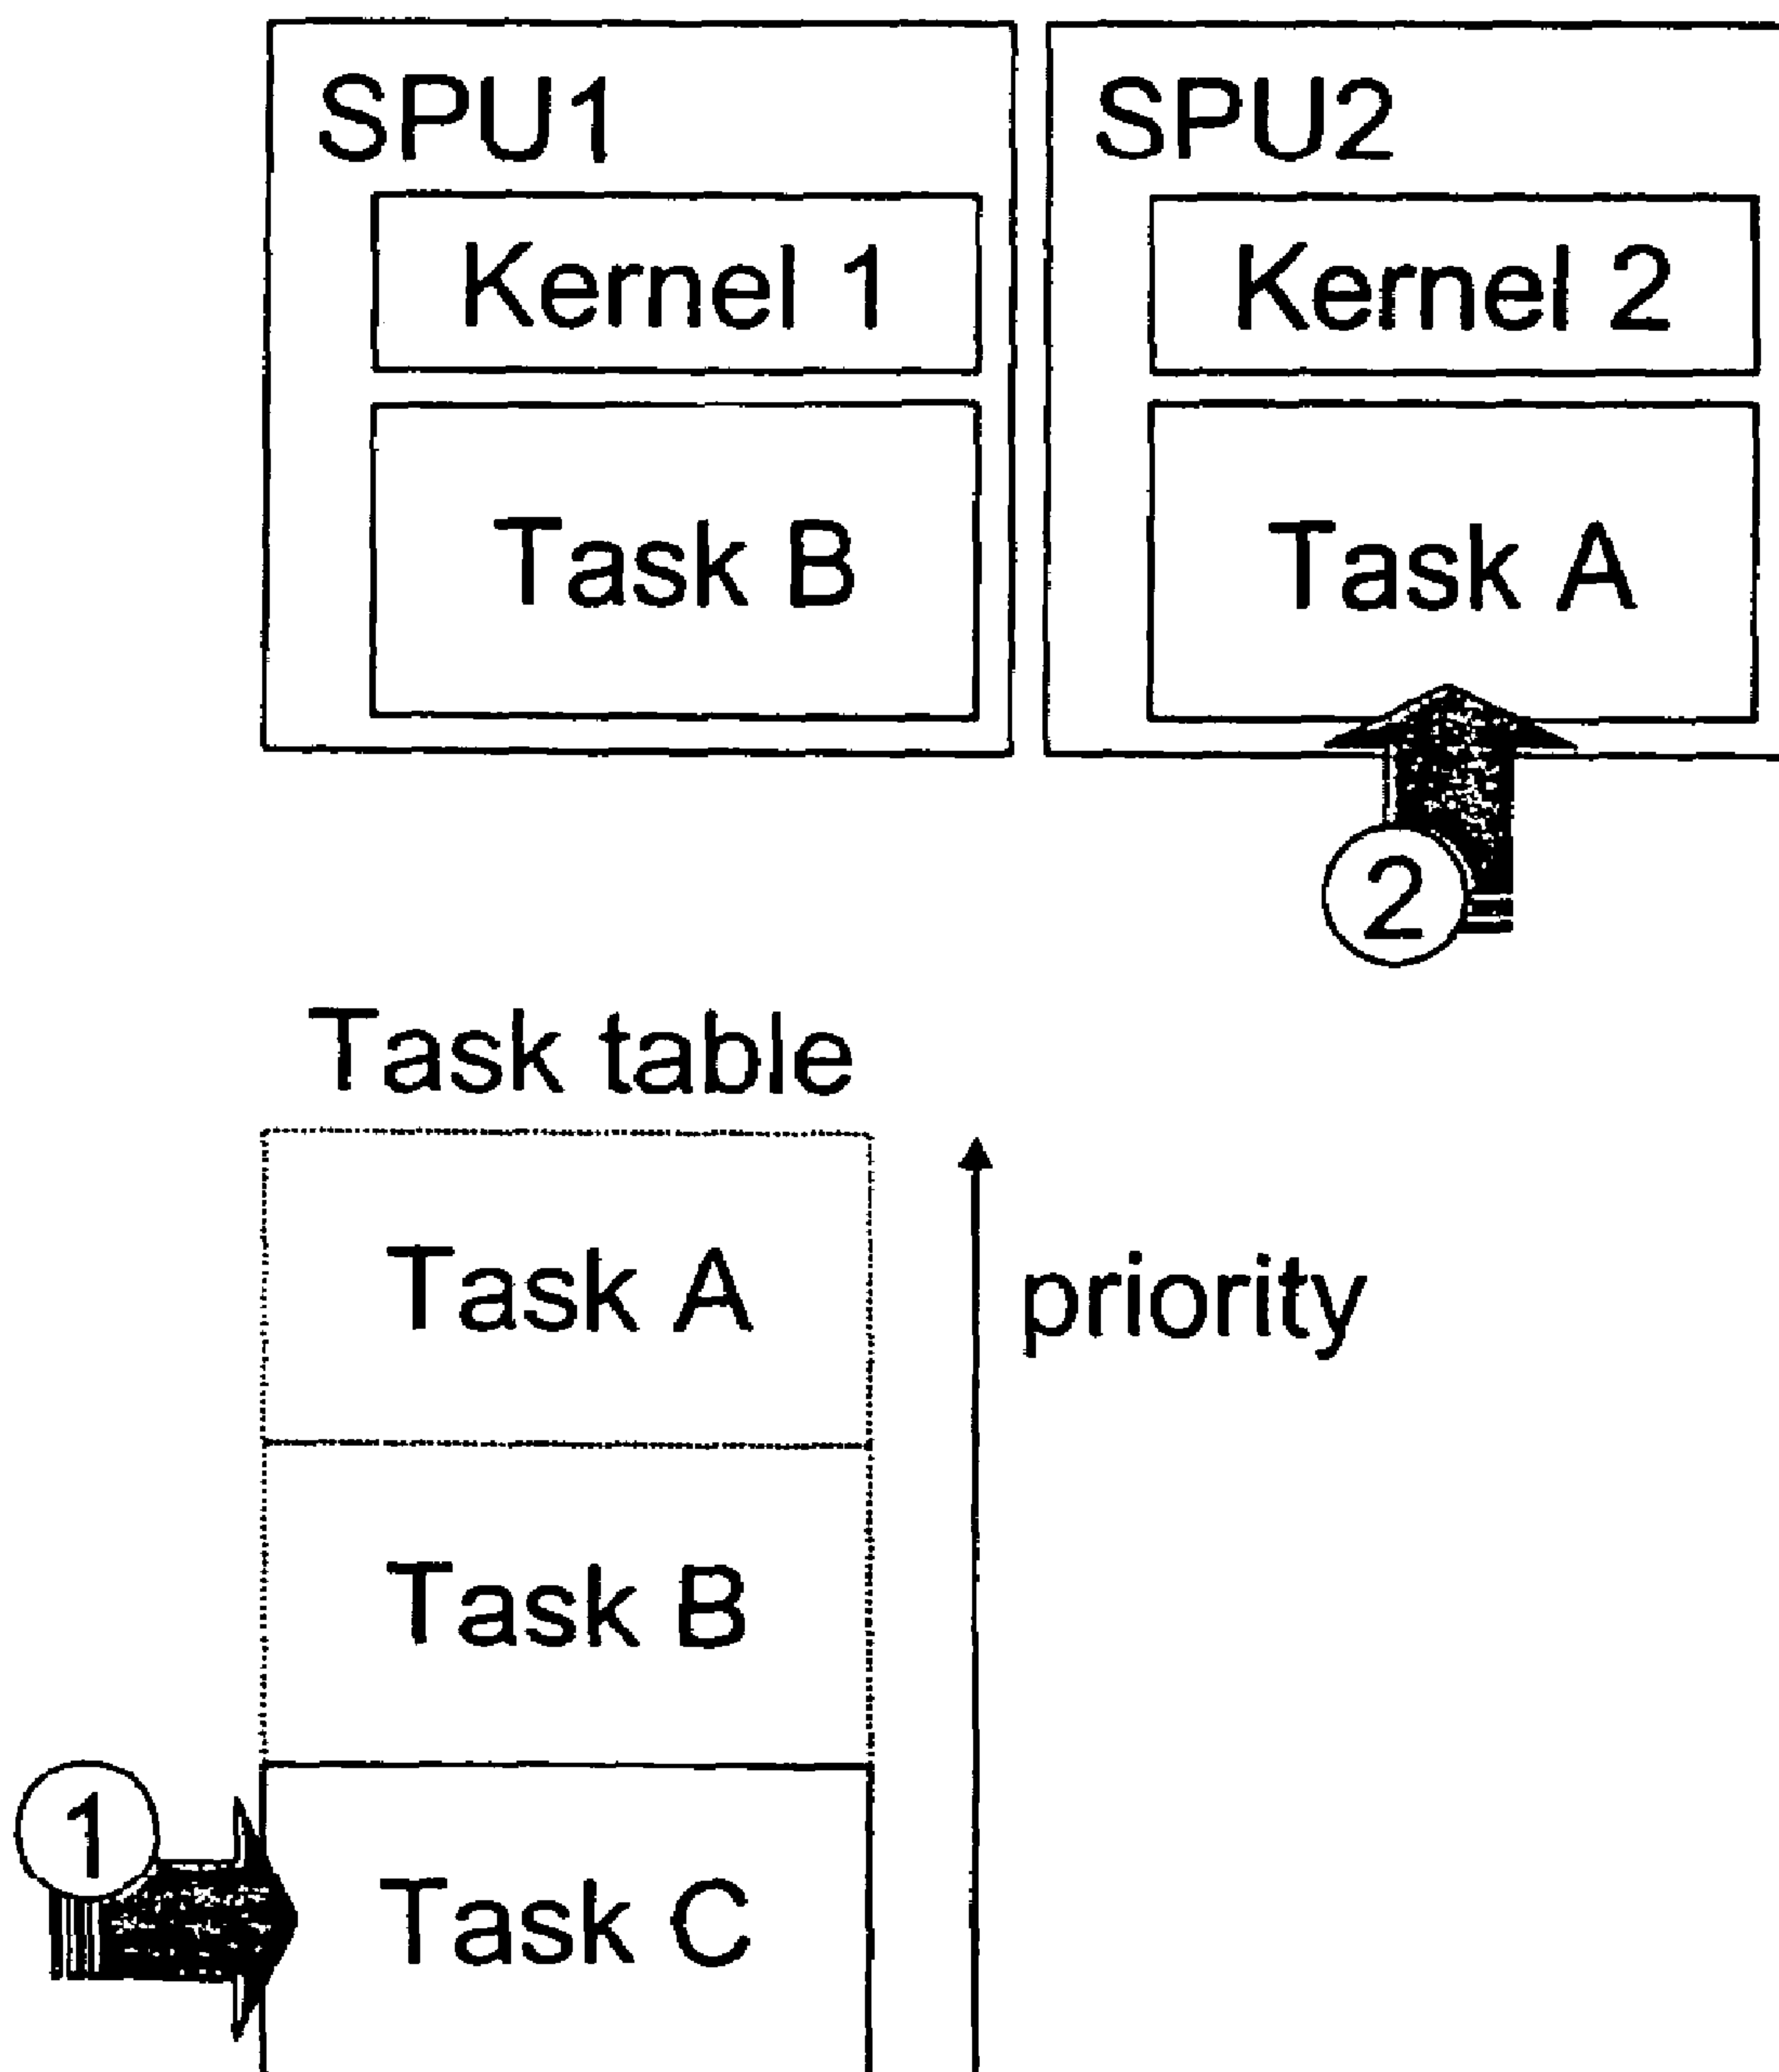 SPU1
Kernel 1
Task B
SPU2
Kernel 2
Task A
2
Task table
Task A
Task B
Task C
priority
1